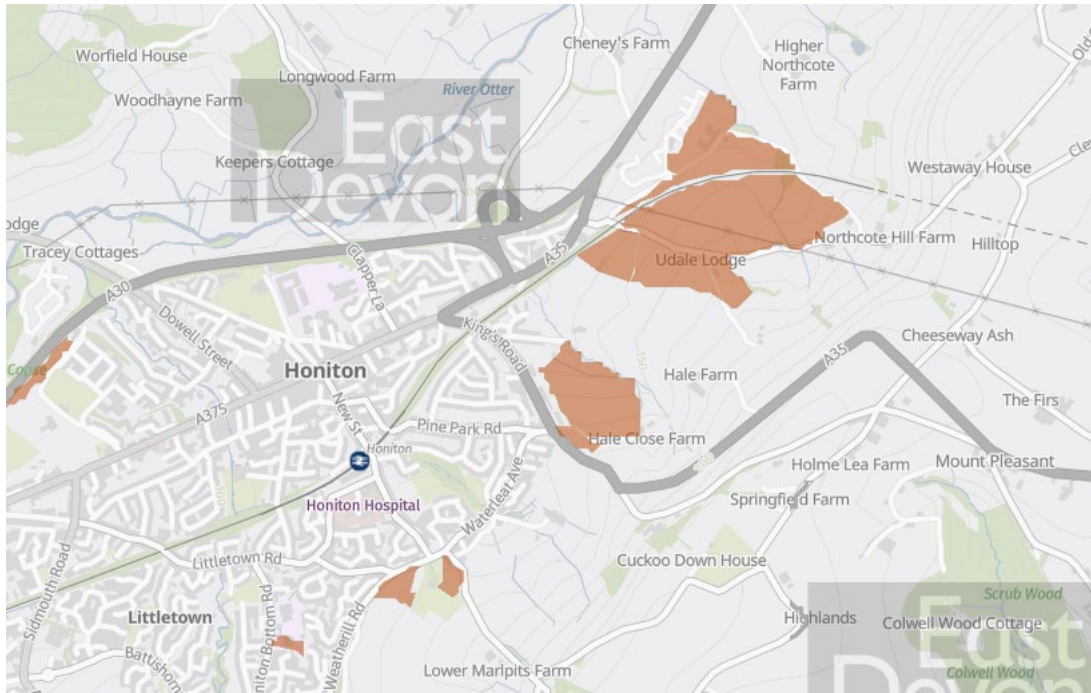 Cheney's Farm
Higher
Northcote
Farm
Worfield House
Longwood Farm
River Otter
Woodhayne Farm
East
Devon
Keepers Cottage
Westaway House
Tracey Cottages
Clapper La
A35
Northcote Hill Farm
Hilltop
Udale Lodge
A30
Dowell Street
King's Road
A35
Cheeseway Ash
150
Honiton
Hale Farm
A375
New St
The Firs
Pine Park Rd
Hale Close Farm
Honiton
Holme Lea Farm
Mount Pleasant
Springfield Farm
Honiton Hospital
Waterleat Ave
Littletown Rd
Cuckoo Down House
Sidmouth Road
Scrub Wood
Littletown
Highlands
Colwell Wood Cottage
East
Devon
Weatherill Rd
niton Bottom Rd
Lower Marlpits Farm
Colwell Wood